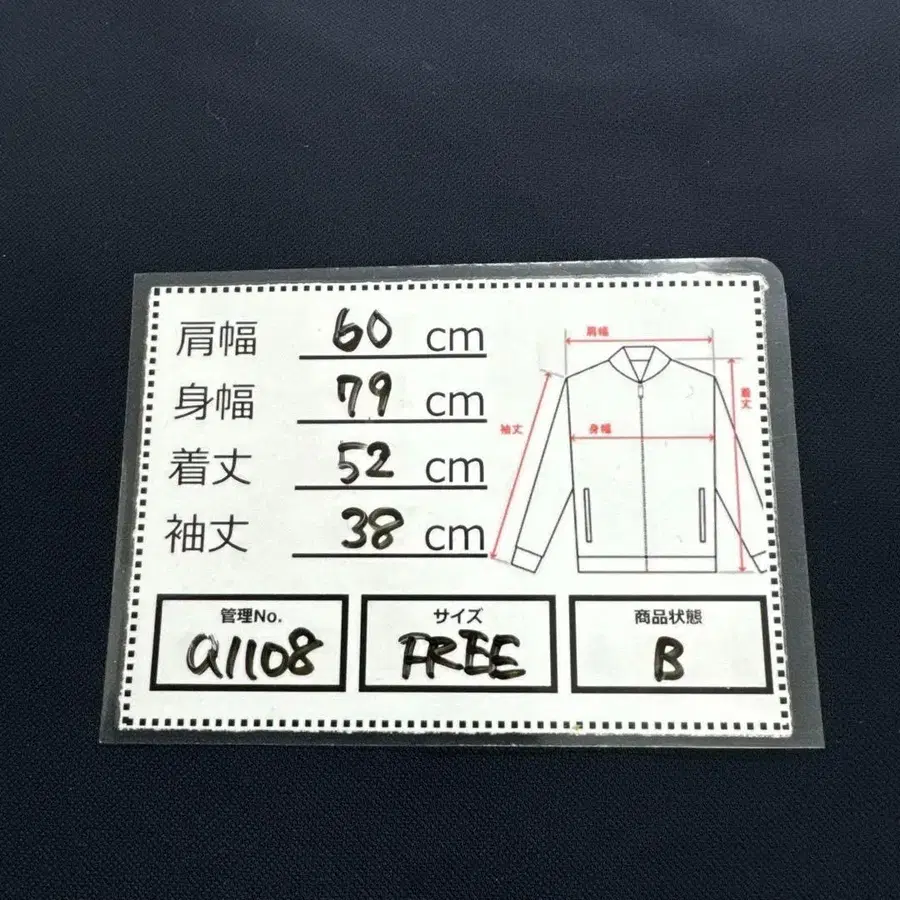 肩幅 60 cm
身幅 79 cm
着丈 52 cm
袖丈 38 cm
肩幅
着丈
袖丈
身幅
管理No. サイズ 商品状態
Q1108 FREE B